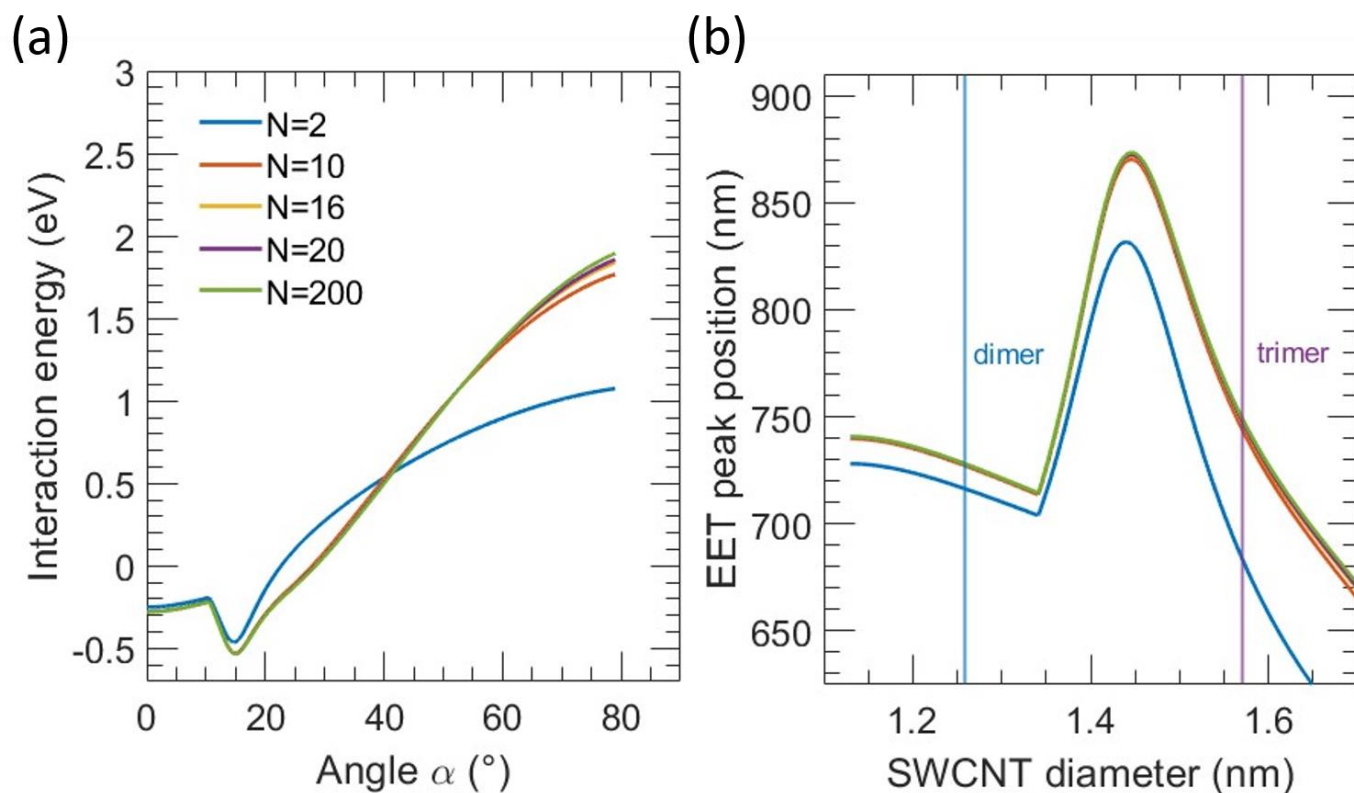 (a)
3
2.5
2
1.5
1
0.5
0
-0.5
Interaction energy (eV)
N=2
N=10
N=16
N=20
N=200
0 20 40 60 80
Angle α (°)
(b)
900
850
800
750
700
650
EET peak position (nm)
dimer
trimer
1.2 1.4 1.6
SWCNT diameter (nm)